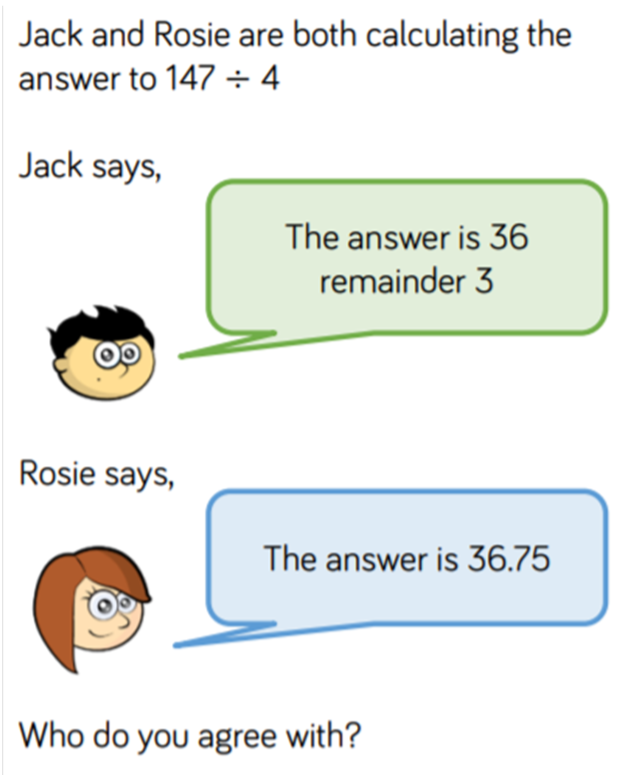 Jack and Rosie are both calculating the
answer to 147 ÷ 4
Jack says,
The answer is 36
remainder 3
Rosie says,
The answer is 36.75
Who do you agree with?